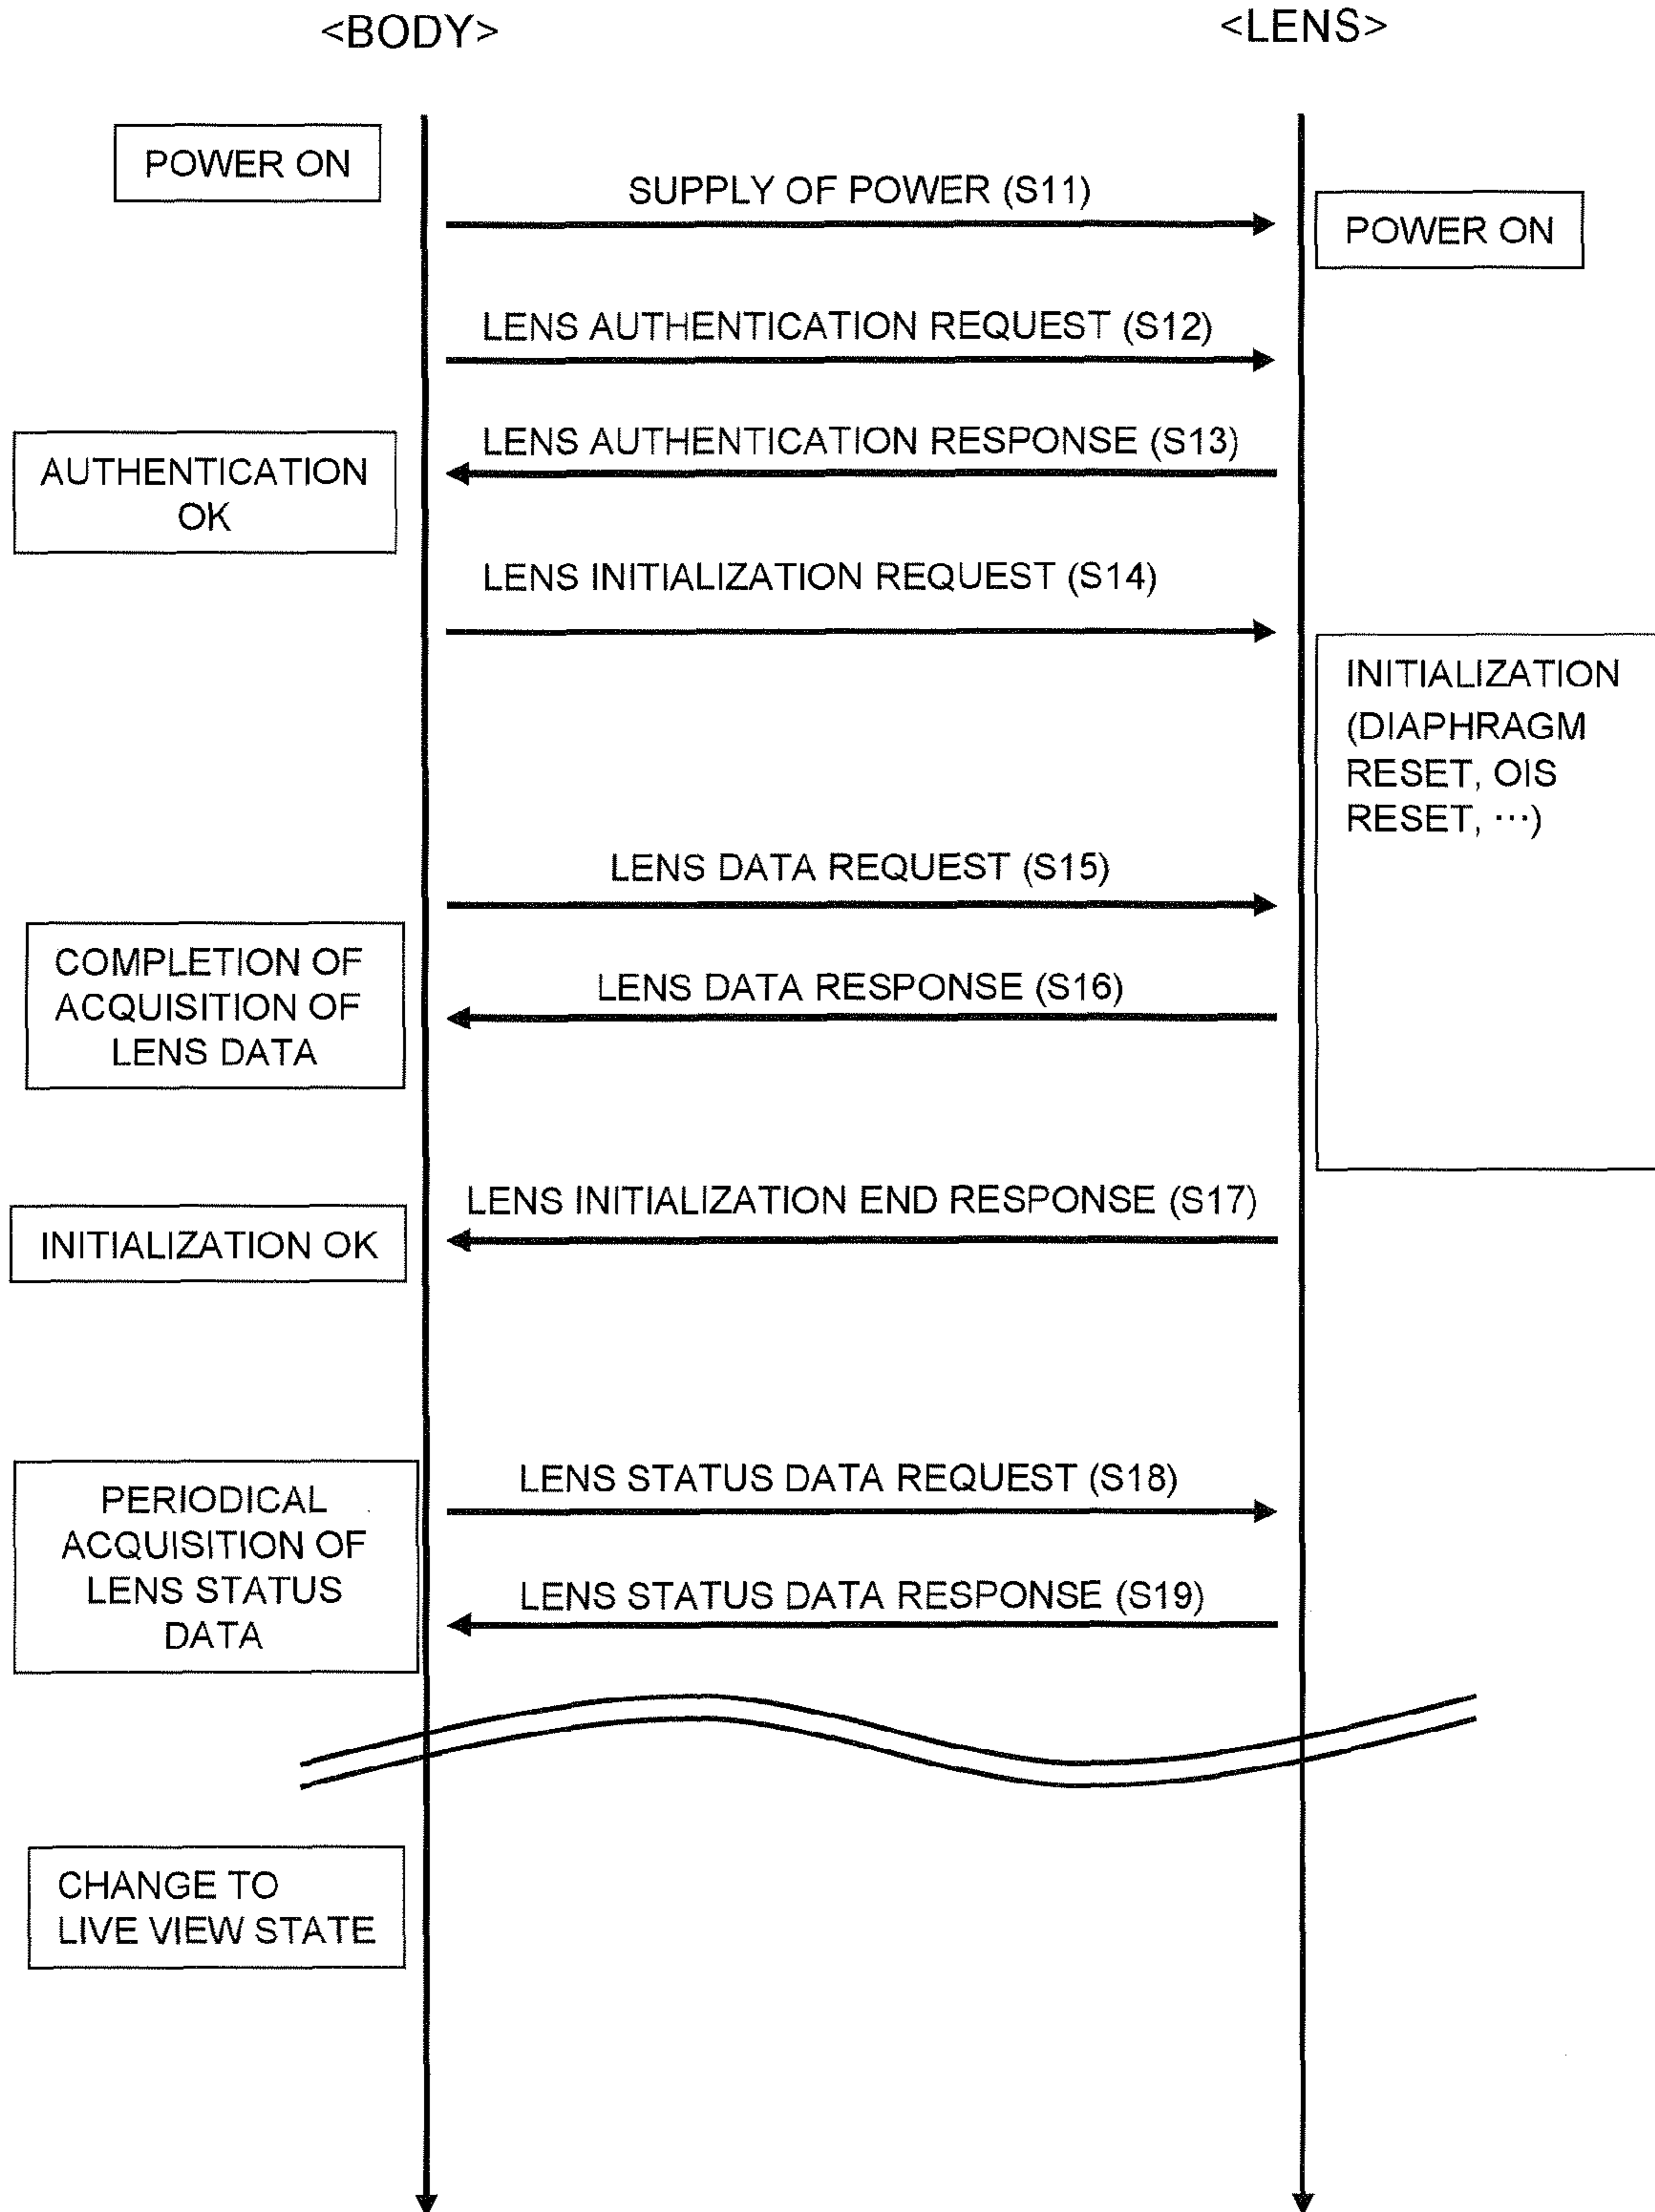 <BODY>
<LENS>
POWER ON
SUPPLY OF POWER (S11)
POWER ON
LENS AUTHENTICATION REQUEST (S12)
LENS AUTHENTICATION RESPONSE (S13)
AUTHENTICATION
OK
LENS INITIALIZATION REQUEST (S14)
INITIALIZATION
(DIAPHRAGM
RESET, OIS
RESET, ···)
LENS DATA REQUEST (S15)
COMPLETION OF
ACQUISITION OF
LENS DATA
LENS DATA RESPONSE (S16)
LENS INITIALIZATION END RESPONSE (S17)
INITIALIZATION OK
LENS STATUS DATA REQUEST (S18)
PERIODICAL
ACQUISITION OF
LENS STATUS
DATA
LENS STATUS DATA RESPONSE (S19)
CHANGE TO
LIVE VIEW STATE